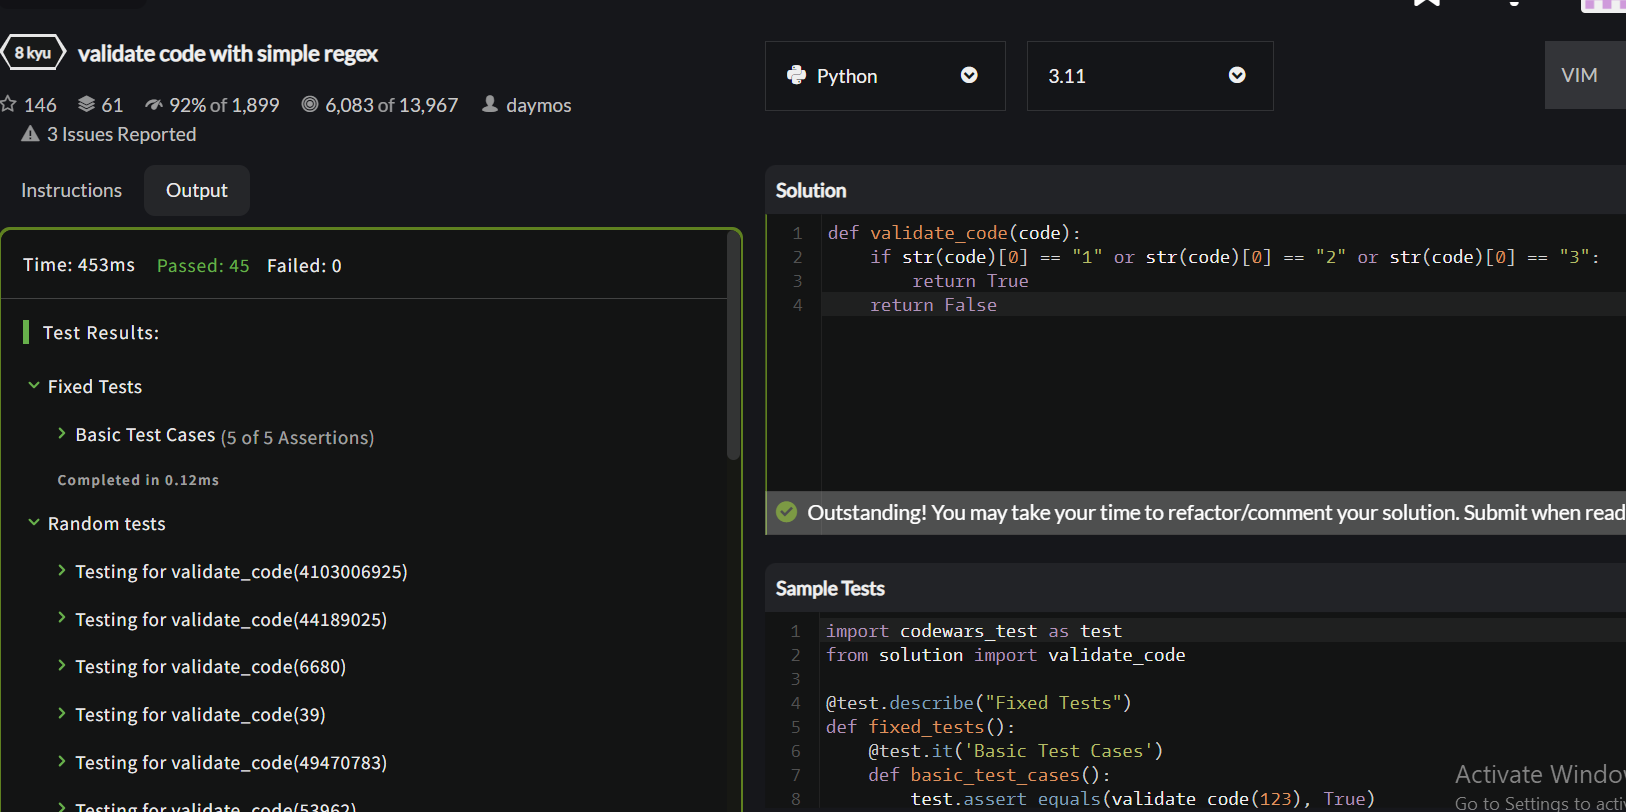 8 kyu validate code with simple regex
146 61 92% of 1,899 6,083 of 13,967 daymos
3 Issues Reported
Instructions Output
Time: 453ms Passed: 45 Failed: 0
Test Results:
Fixed Tests
Basic Test Cases (5 of 5 Assertions)
Completed in 0.12ms
Random tests
Testing for validate_code(4103006925)
Testing for validate_code(44189025)
Testing for validate_code(6680)
Testing for validate_code(39)
Testing for validate_code(49470783)
Testing for validate_code(53962)
Python 3.11 VIM
Solution
1 def validate_code(code):
2 if str(code)[0] == "1" or str(code)[0] == "2" or str(code)[0] == "3":
3 return True
4 return False
Outstanding! You may take your time to refactor/comment your solution. Submit when read
Sample Tests
1 import codewars_test as test
2 from solution import validate_code
3
4 @test.describe("Fixed Tests")
5 def fixed_tests():
6 @test.it('Basic Test Cases')
7 def basic_test_cases():
8 test.assert_equals(validate_code(123), True)
Activate Windo
Go to Settings to acti